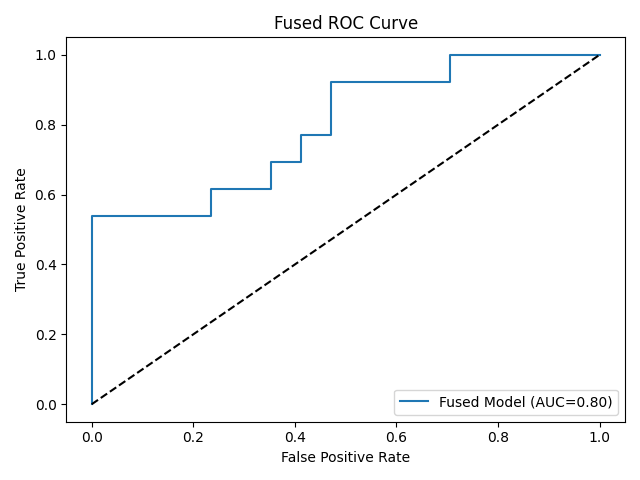 Fused ROC Curve
1.0
0.8
0.6
0.4
0.2
0.0
True Positive Rate
0.0 0.2 0.4 0.6 0.8 1.0
False Positive Rate
Fused Model (AUC=0.80)